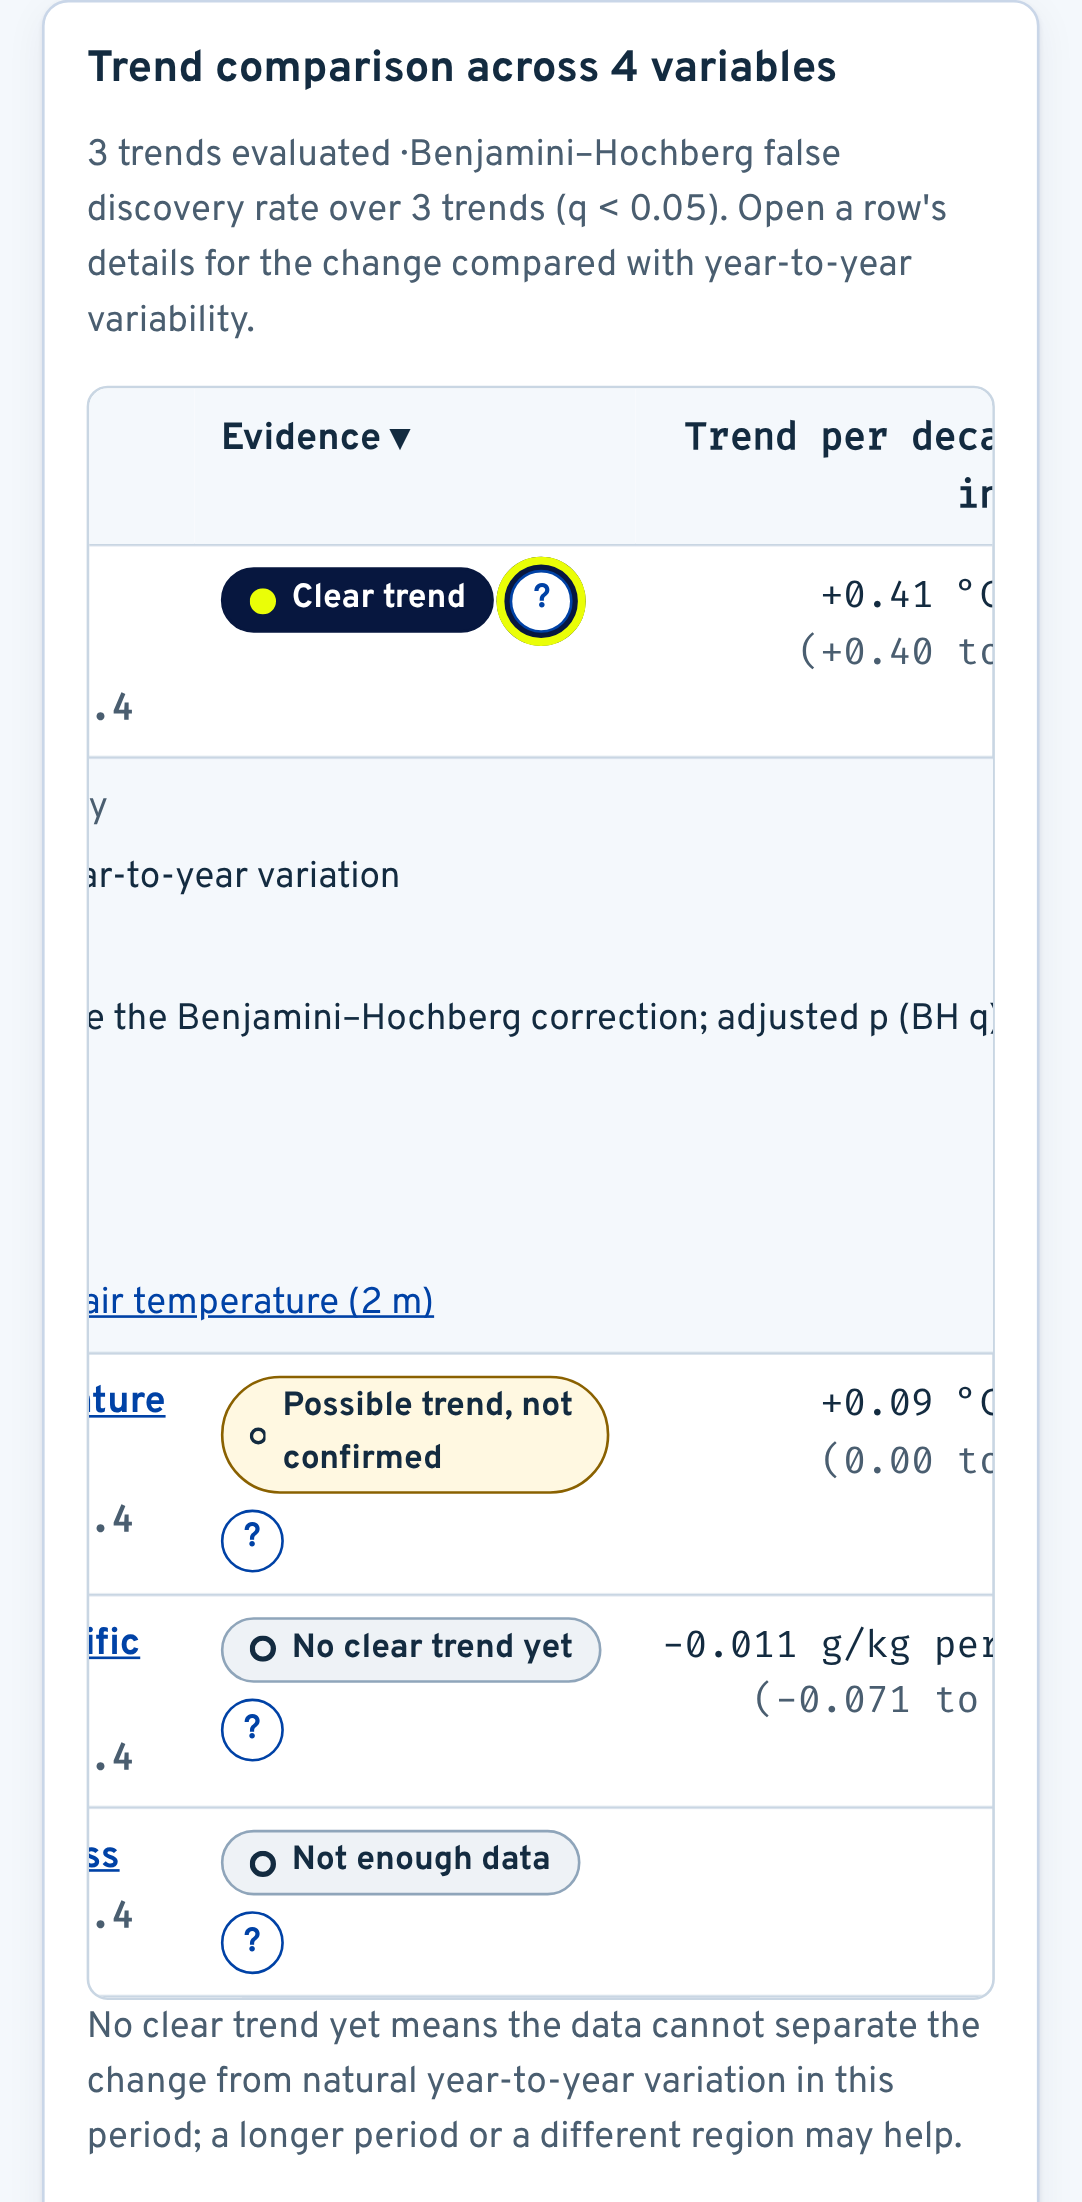 Trend comparison across 4 variables
3 trends evaluated ·Benjamini–Hochberg false
discovery rate over 3 trends (q < 0.05). Open a row's
details for the change compared with year-to-year
variability.
Evidence ▼
Trend per deca
in
Clear trend ?
+0.41 °C
(+0.40 to
.4
y
ar-to-year variation
e the Benjamini–Hochberg correction; adjusted p (BH q)
air temperature (2 m)
ature
Possible trend, not
confirmed
?
+0.09 °C
(0.00 to
.4
ific
No clear trend yet
?
−0.011 g/kg per
(−0.071 to
.4
ss
Not enough data
?
.4
No clear trend yet means the data cannot separate the
change from natural year-to-year variation in this
period; a longer period or a different region may help.